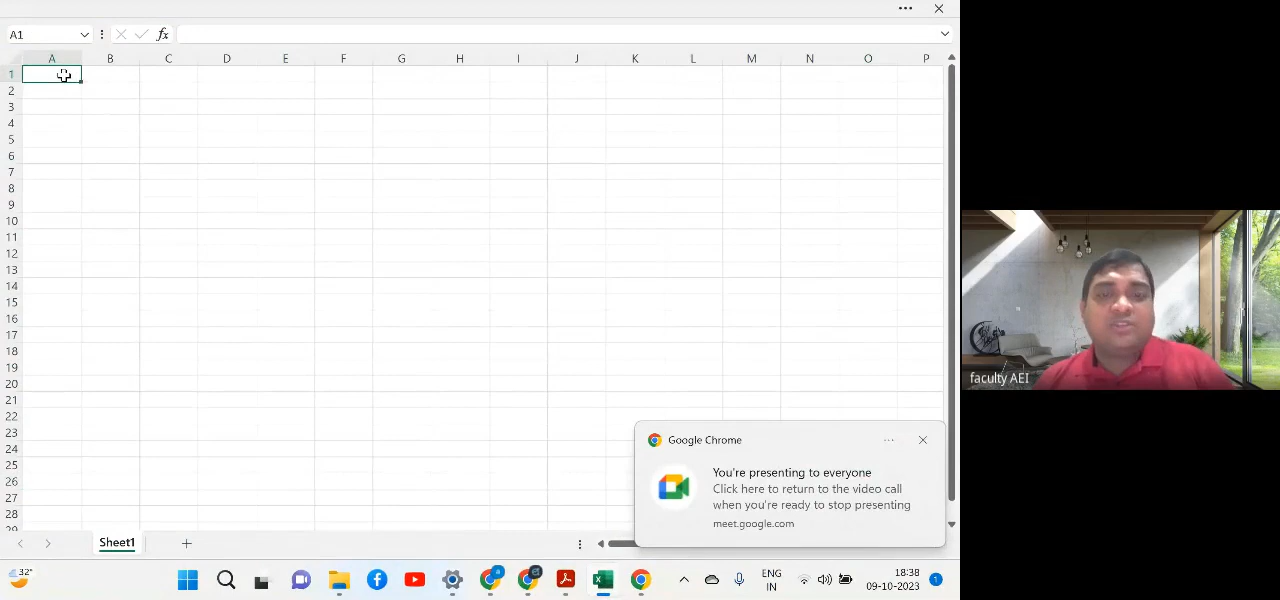 A1
fx
A B C D E F G H I J K L M N O P
1
2
3
4
5
6
7
8
9
10
11
12
13
14
15
16
17
18
19
20
21
22
23
24
25
26
27
28
29
faculty AEI
Google Chrome
You're presenting to everyone
Click here to return to the video call
when you're ready to stop presenting
meet.google.com
Sheet1
32°
ENG
IN
18:38
09-10-2023
1